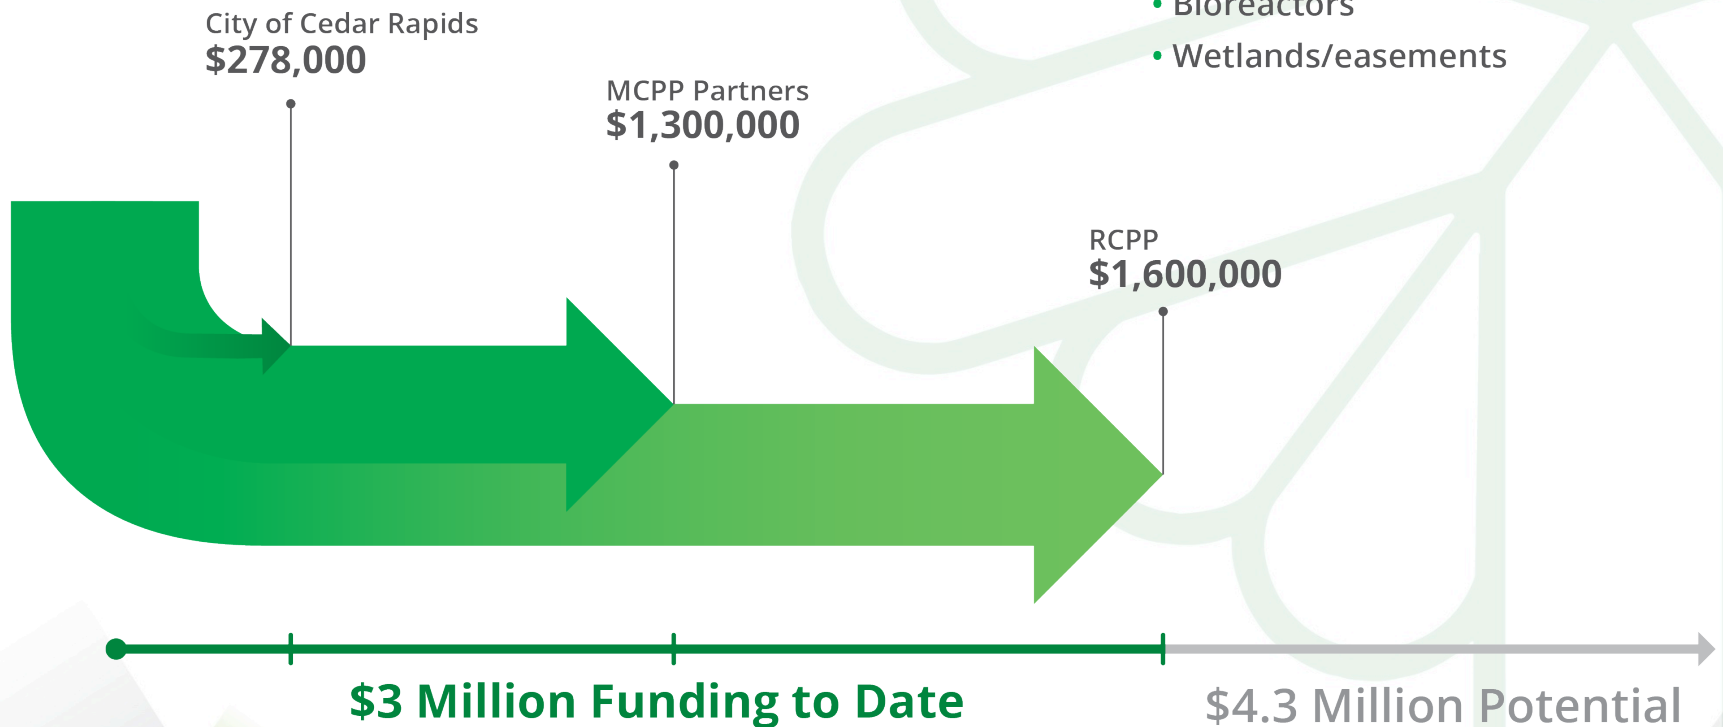 • Bioreactors
• Wetlands/easements
City of Cedar Rapids
$278,000
MCPP Partners
$1,300,000
RCPP
$1,600,000
$3 Million Funding to Date
$4.3 Million Potential